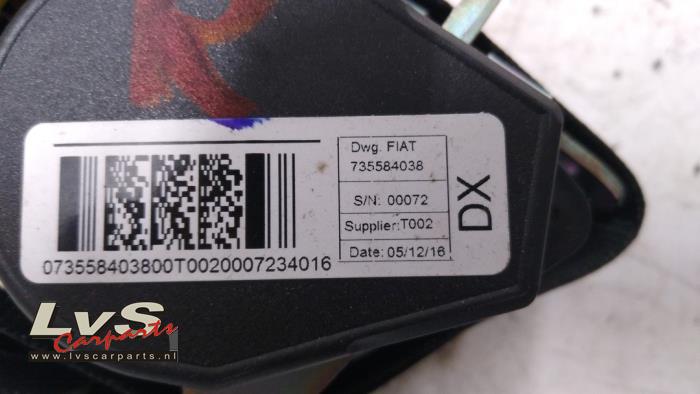 R
Dwg. FIAT
735584038
S/N: 00072
Supplier:T002
Date: 05/12/16
DX
073558403800T0020007234016
LvS
Carparts
www.lvscarparts.nl